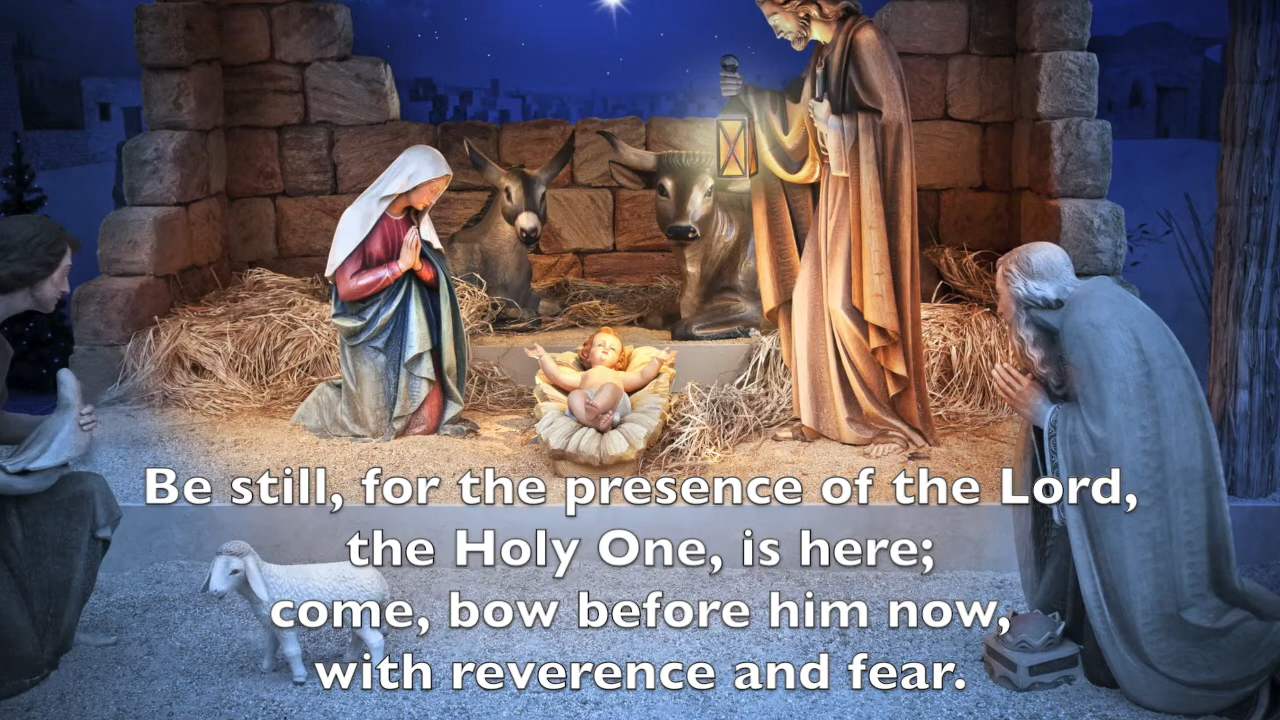 Be still, for the presence of the Lord,
the Holy One, is here;
come, bow before him now,
with reverence and fear.